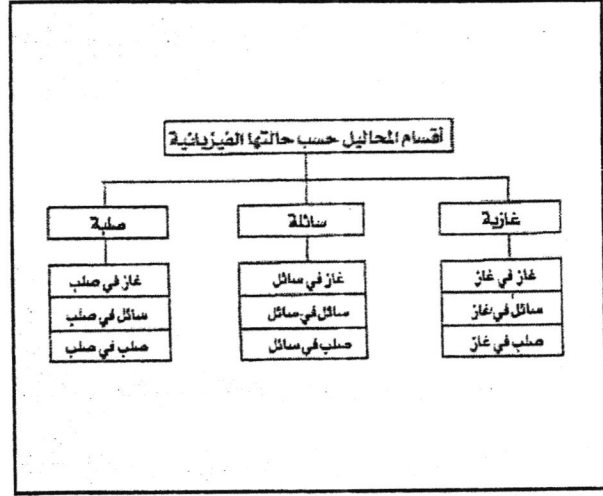 أقسام المحاليل حسب حالتها الفيزيائية
غازية
سائلة
صلبة
غاز في غاز
سائل في غاز
صلب في غاز
غاز في سائل
سائل في سائل
صلب في سائل
غاز في صلب
سائل في صلب
صلب في صلب